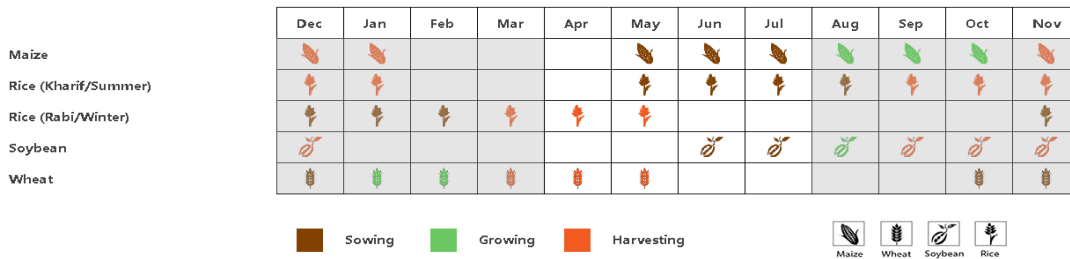 Dec Jan Feb Mar Apr May Jun Jul Aug Sep Oct Nov
Maize
Rice (Kharif/Summer)
Rice (Rabi/Winter)
Soybean
Wheat
Sowing Growing Harvesting
Maize Wheat Soybean Rice